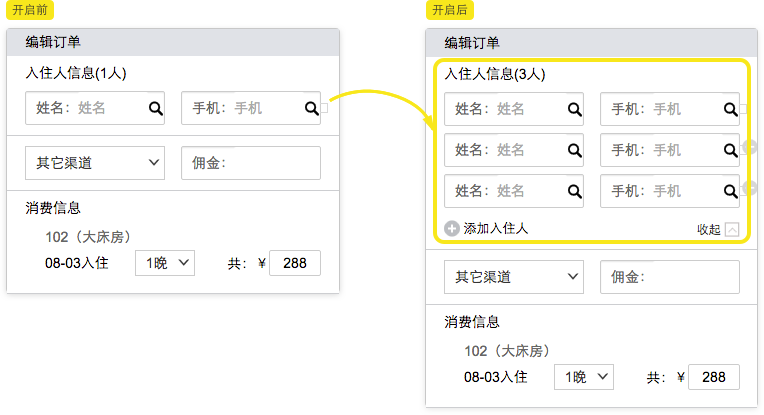 开启前
编辑订单
入住人信息(1人)
姓名：姓名 手机：手机
其它渠道 佣金：
消费信息
102（大床房）
08-03入住 1晚 共：￥ 288
开启后
编辑订单
入住人信息(3人)
姓名：姓名 手机：手机
姓名：姓名 手机：手机
姓名：姓名 手机：手机
添加入住人 收起
其它渠道 佣金：
消费信息
102（大床房）
08-03入住 1晚 共：￥ 288